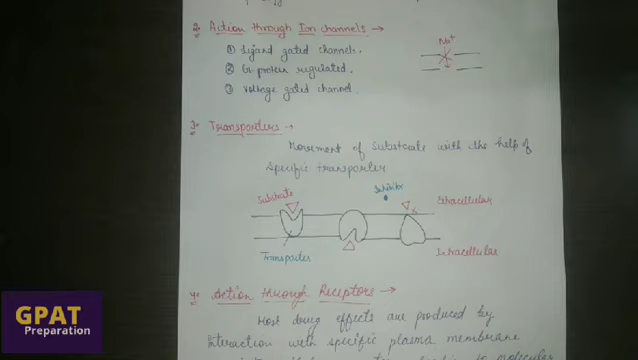 2. Action through Ion channels →
① Ligand gated channels.
② G-protein regulated.
③ Voltage gated channel.
Na+
3. Transporters →
Movement of substrate with the help of
specific transporter
Substrate
Inhibitor
Extracellular
Transporter
Intracellular
4. Action through Receptors →
Most drug effects are produced by
interaction with specific plasma membrane
GPAT
Preparation